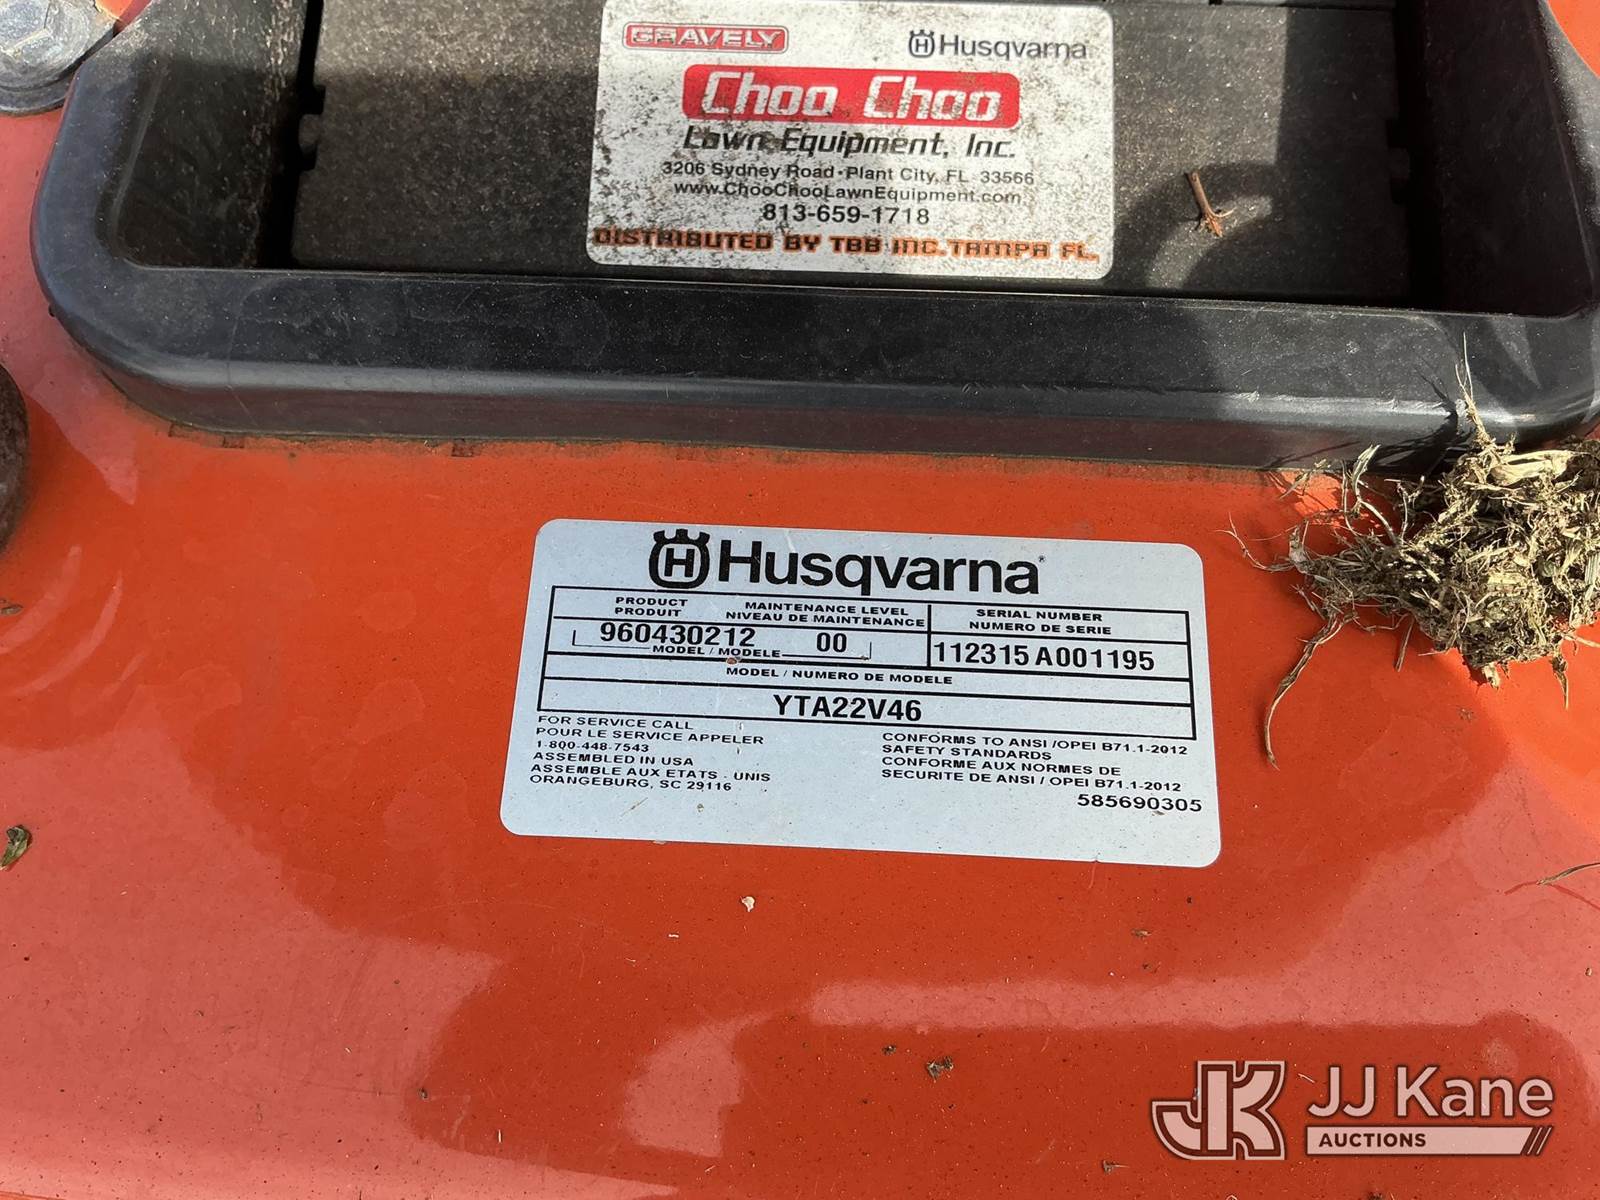 GRAVELY Husqvarna
Choo Choo
Lawn Equipment, Inc.
3206 Sydney Road • Plant City, FL 33566
www.ChooChooLawnEquipment.com
813-659-1718
DISTRIBUTED BY TBB INC. TAMPA FL.
H Husqvarna
PRODUCT MAINTENANCE LEVEL SERIAL NUMBER
PRODUIT NIVEAU DE MAINTENANCE NUMERO DE SERIE
960430212 00 112315 A001195
MODEL / MODELE
MODEL / NUMERO DE MODELE
YTA22V46
FOR SERVICE CALL
POUR LE SERVICE APPELER
1-800-448-7543
ASSEMBLED IN USA
ASSEMBLE AUX ETATS - UNIS
ORANGEBURG, SC 29116
CONFORMS TO ANSI /OPEI B71.1-2012
SAFETY STANDARDS
CONFORME AUX NORMES DE
SECURITE DE ANSI / OPEI B71.1-2012
585690305
JK JJ Kane
AUCTIONS